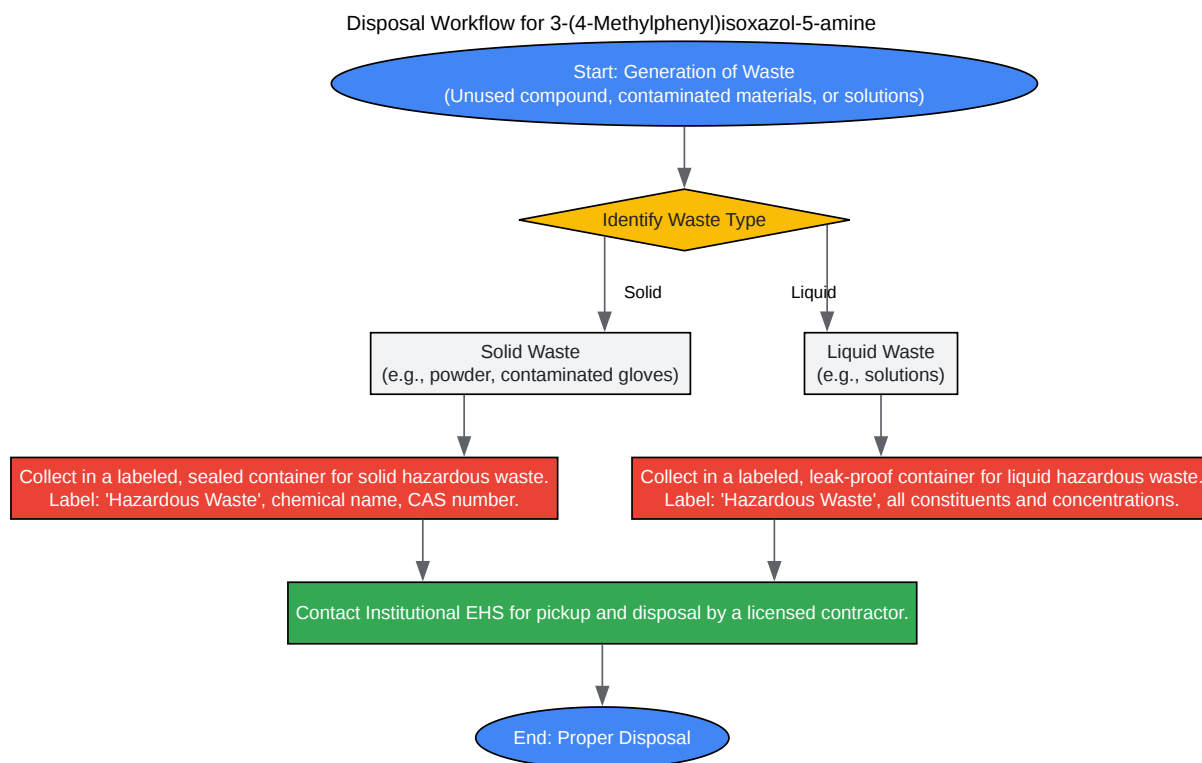 Disposal Workflow for 3-(4-Methylphenyl)isoxazol-5-amine
Start: Generation of Waste
(Unused compound, contaminated materials, or solutions)
Identify Waste Type
Solid
Liquid
Solid Waste
(e.g., powder, contaminated gloves)
Liquid Waste
(e.g., solutions)
Collect in a labeled, sealed container for solid hazardous waste.
Label: 'Hazardous Waste', chemical name, CAS number.
Collect in a labeled, leak-proof container for liquid hazardous waste.
Label: 'Hazardous Waste', all constituents and concentrations.
Contact Institutional EHS for pickup and disposal by a licensed contractor.
End: Proper Disposal